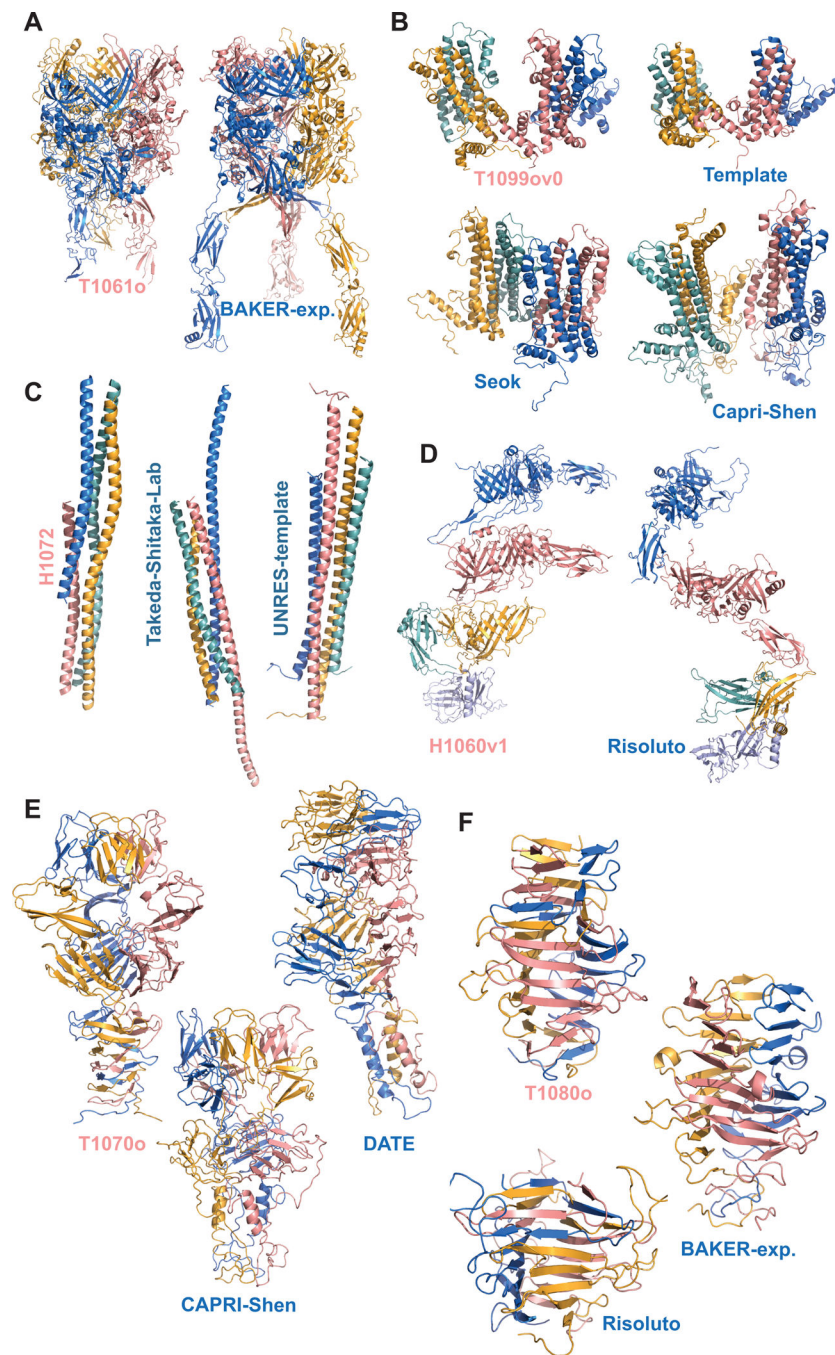 A
T1061o
BAKER-exp.
B
T1099ov0
Template
Seok
Capri-Shen
C
H1072
Takeda-Shitaka-Lab
UNRES-template
D
H1060v1
Risoluto
E
T1070o
CAPRI-Shen
DATE
F
T1080o
BAKER-exp.
Risoluto